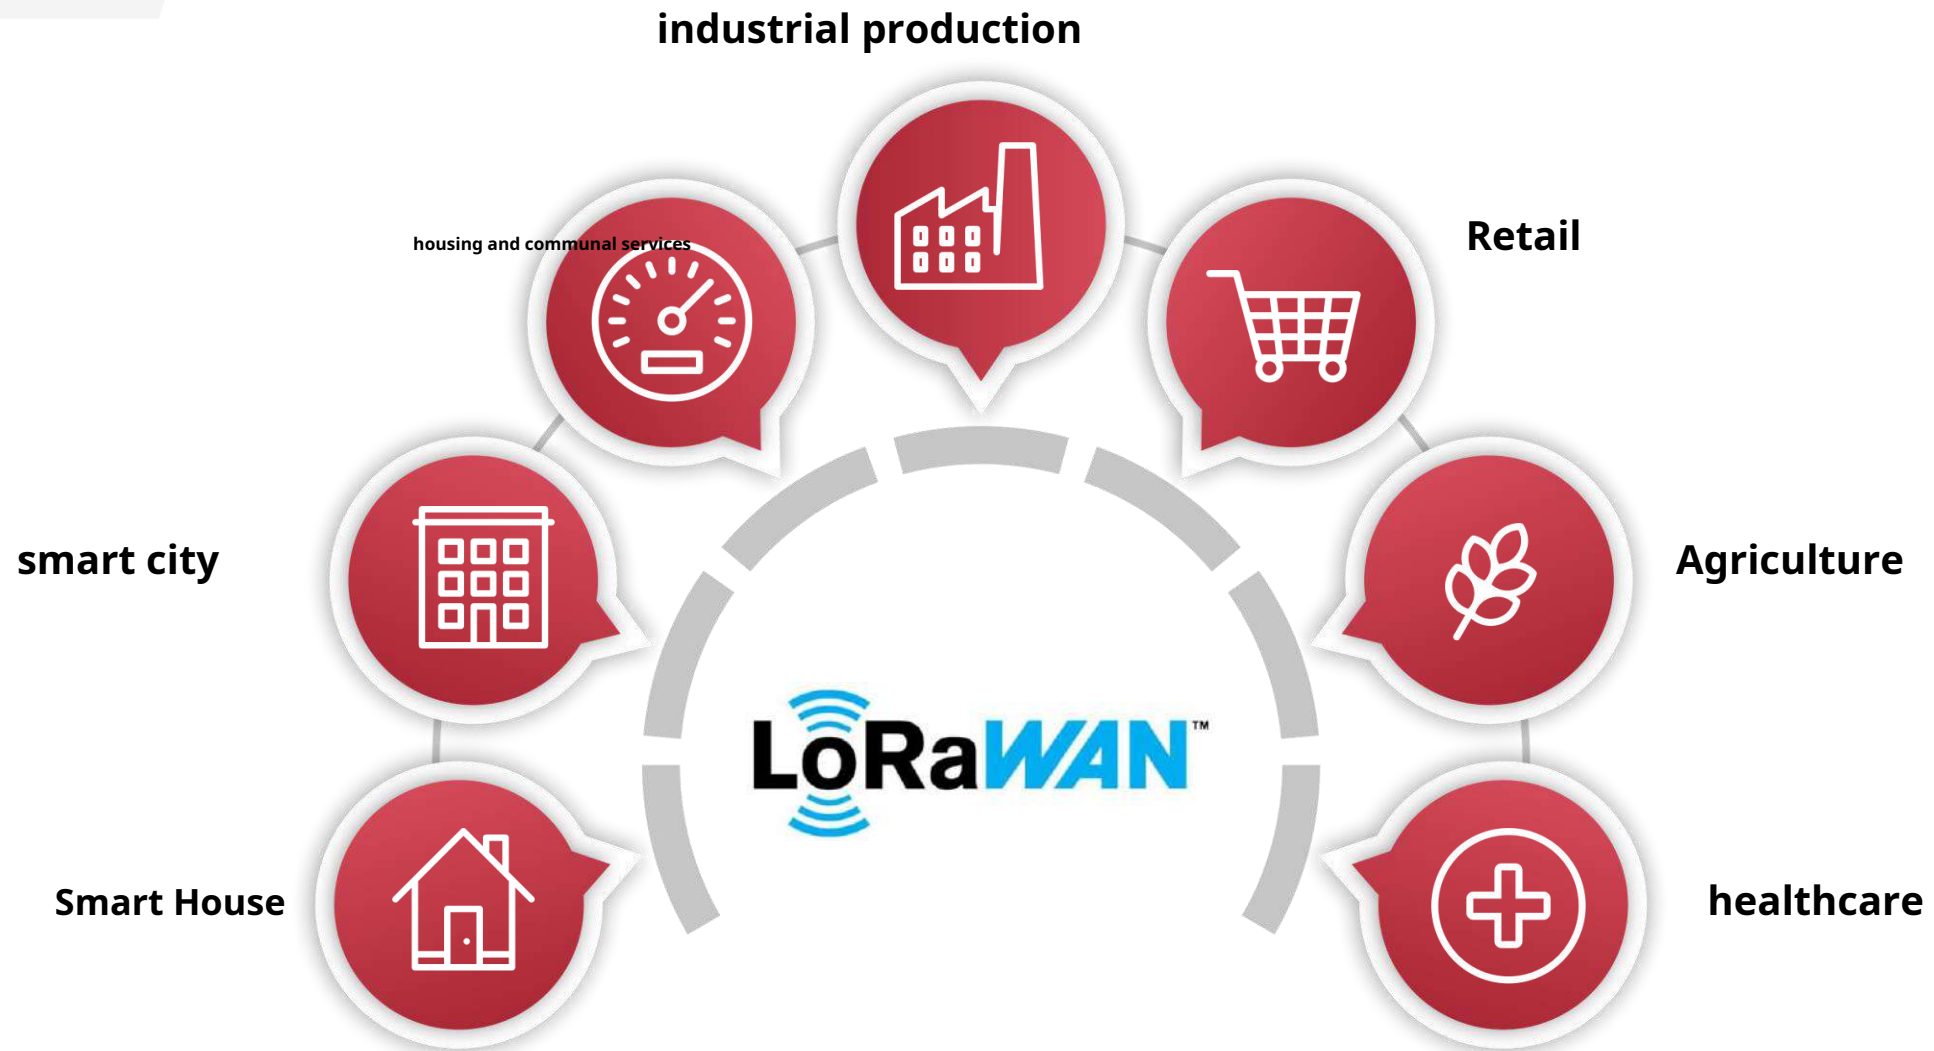 industrial production
housing and communal services
Retail
smart city
Agriculture
LoRaWAN™
Smart House
healthcare